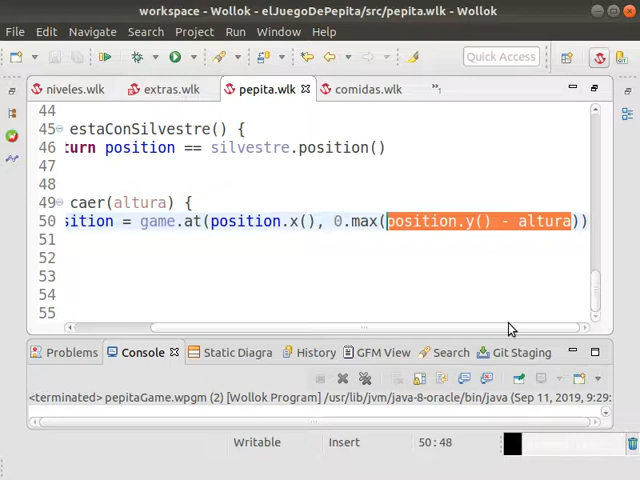 workspace - Wollok - elJuegoDePepita/src/pepita.wlk - Wollok
File Edit Navigate Search Project Run Window Help
Quick Access
niveles.wlk extras.wlk pepita.wlk comidas.wlk
44
45 estaConSilvestre() {
46 turn position == silvestre.position()
47
48
49 caer(altura) {
50 sition = game.at(position.x(), 0.max(position.y() - altura))
51
52
53
54
55
Problems Console Static Diagra History GFM View Search Git Staging
<terminated> pepitaGame.wpgm (2) [Wollok Program] /usr/lib/jvm/java-8-oracle/bin/java (Sep 11, 2019, 9:29:
Writable Insert 50:48